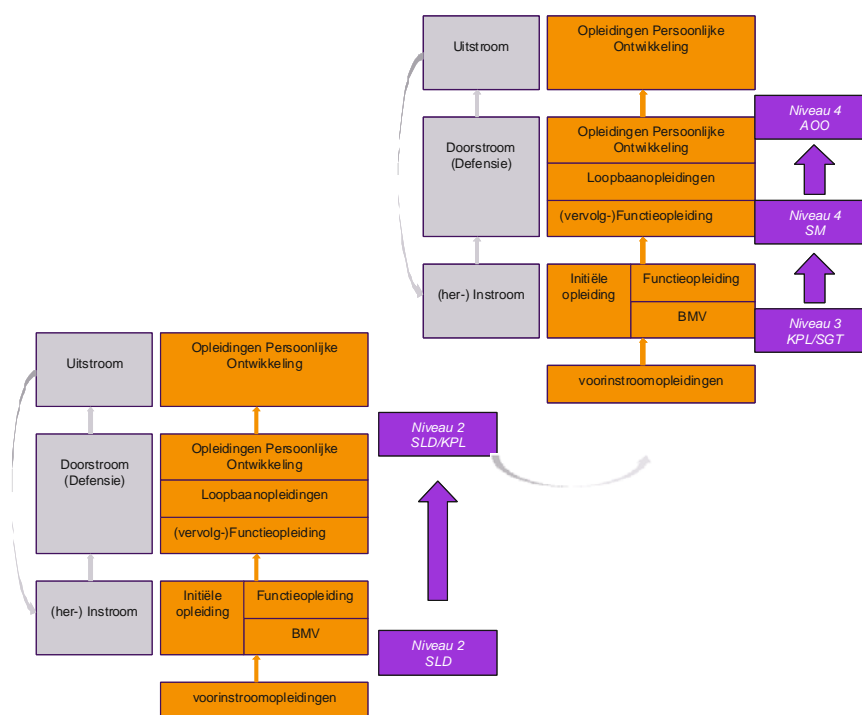 Uitstroom
Opleidingen Persoonlijke
Ontwikkeling
Doorstroom
(Defensie)
Opleidingen Persoonlijke
Ontwikkeling
Loopbaanopleidingen
(vervolg-)Functieopleiding
Niveau 4
AOO
Niveau 4
SM
(her-) Instroom
Initiële
opleiding
Functieopleiding
BMV
Niveau 3
KPL/SGT
voorinstroomopleidingen
Uitstroom
Opleidingen Persoonlijke
Ontwikkeling
Doorstroom
(Defensie)
Opleidingen Persoonlijke
Ontwikkeling
Loopbaanopleidingen
(vervolg-)Functieopleiding
Niveau 2
SLD/KPL
(her-) Instroom
Initiële
opleiding
Functieopleiding
BMV
Niveau 2
SLD
voorinstroomopleidingen